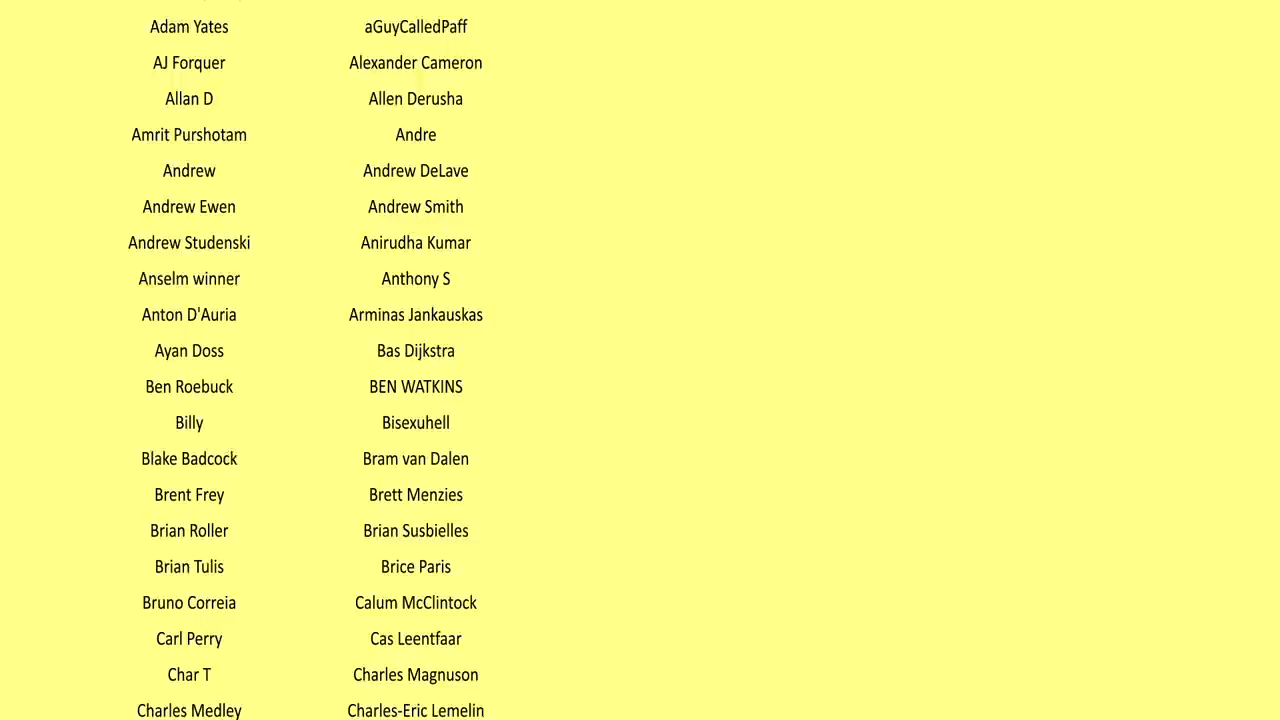 Adam Yates aGuyCalledPaff
AJ Forquer Alexander Cameron
Allan D Allen Derusha
Amrit Purshotam Andre
Andrew Andrew DeLave
Andrew Ewen Andrew Smith
Andrew Studenski Anirudha Kumar
Anselm winner Anthony S
Anton D'Auria Arminas Jankauskas
Ayan Doss Bas Dijkstra
Ben Roebuck BEN WATKINS
Billy Bisexuhell
Blake Badcock Bram van Dalen
Brent Frey Brett Menzies
Brian Roller Brian Susbielles
Brian Tulis Brice Paris
Bruno Correia Calum McClintock
Carl Perry Cas Leentfaar
Char T Charles Magnuson
Charles Medley Charles-Eric Lemelin